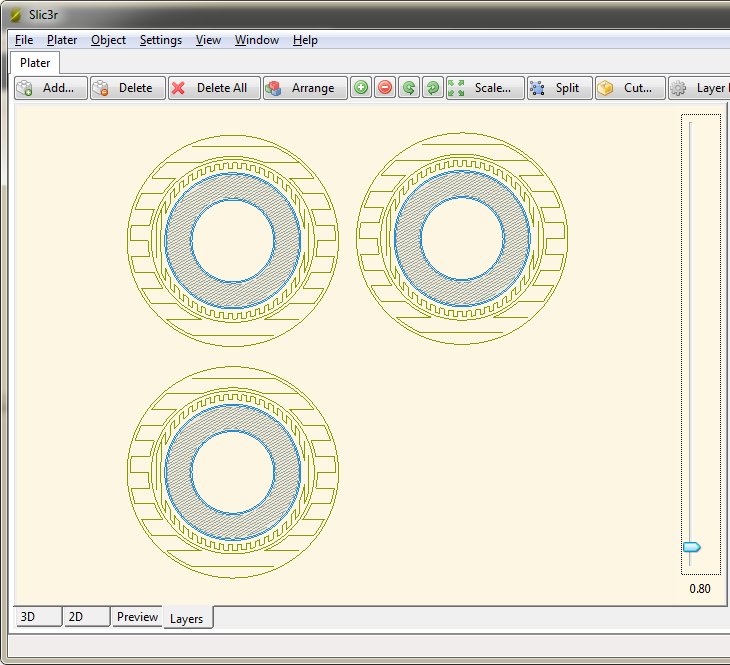 Slic3r
File Plater Object Settings View Window Help
Plater
Add... Delete Delete All Arrange Scale... Split Cut... Layer
3D 2D Preview Layers
0.80